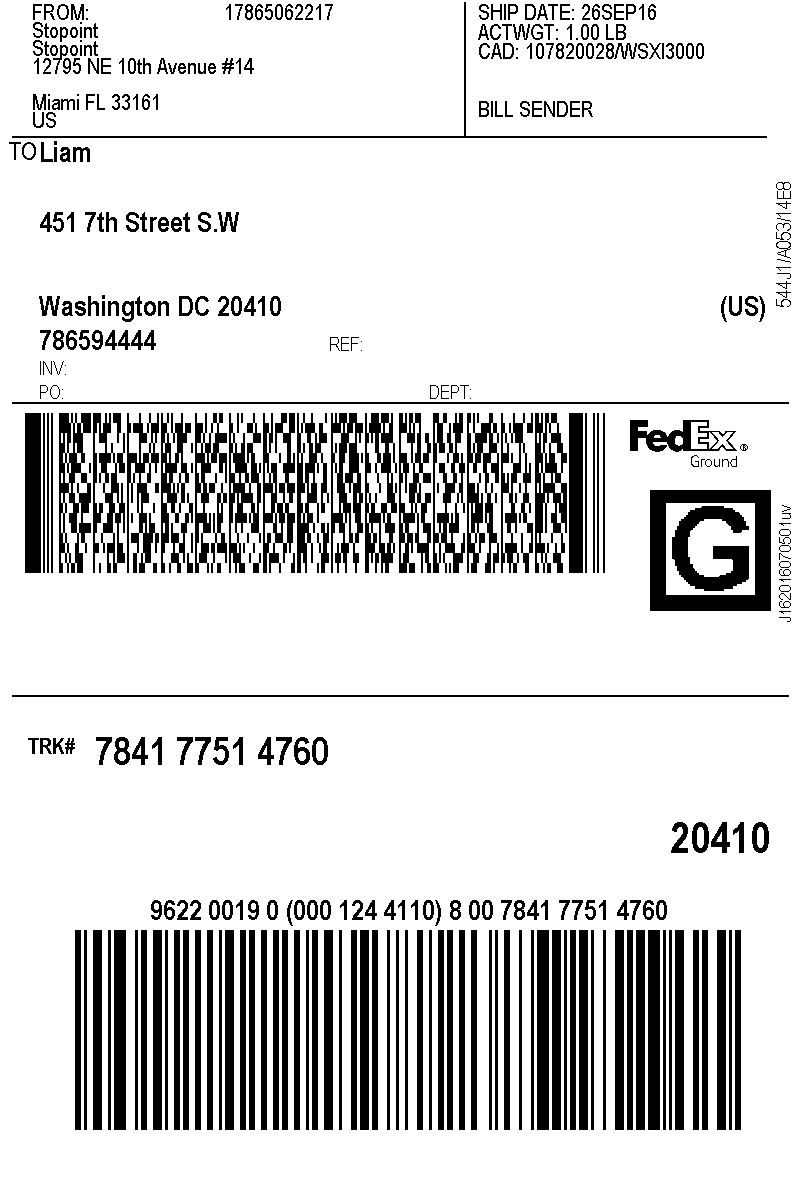 FROM: 17865062217
Stopoint
Stopoint
12795 NE 10th Avenue #14
Miami FL 33161
US
SHIP DATE: 26SEP16
ACTWGT: 1.00 LB
CAD: 107820028/WSXI3000
BILL SENDER
TO Liam
451 7th Street S.W
Washington DC 20410 (US)
786594444 REF:
INV:
PO: DEPT:
544J1/A053/14E8
FedEx®
Ground
G
J162016070501uv
TRK# 7841 7751 4760
20410
9622 0019 0 (000 124 4110) 8 00 7841 7751 4760